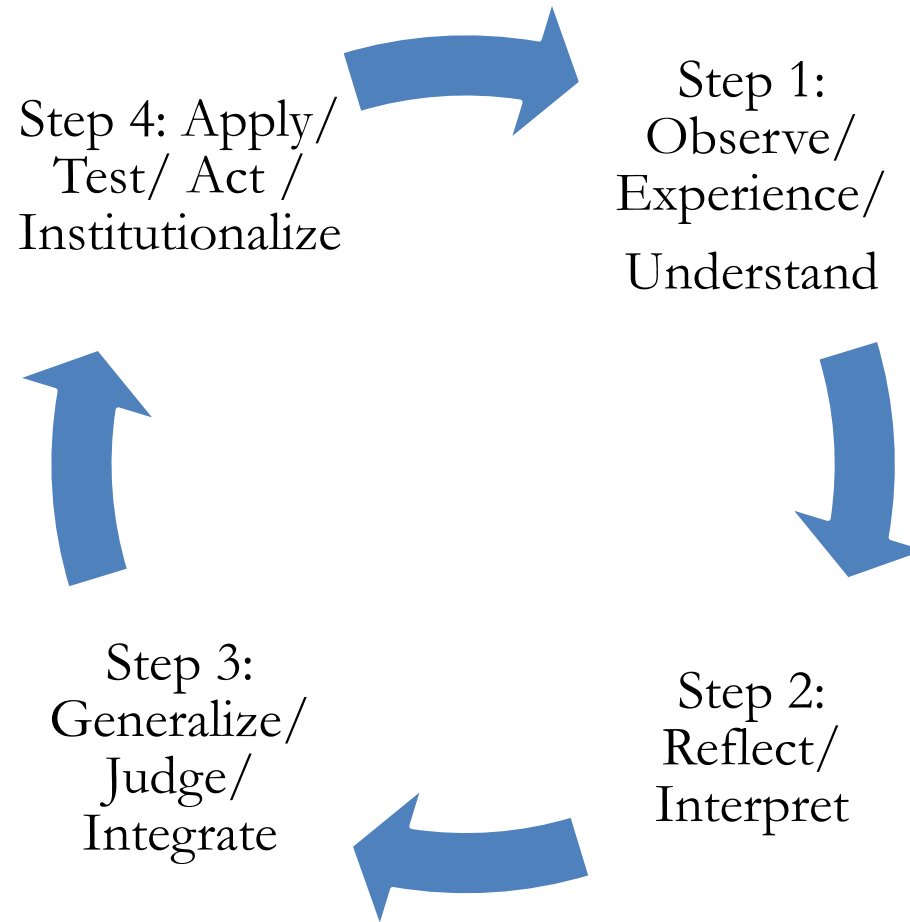 Step 1:
Observe/
Experience/
Understand
Step 2:
Reflect/
Interpret
Step 3:
Generalize/
Judge/
Integrate
Step 4: Apply/
Test/ Act /
Institutionalize